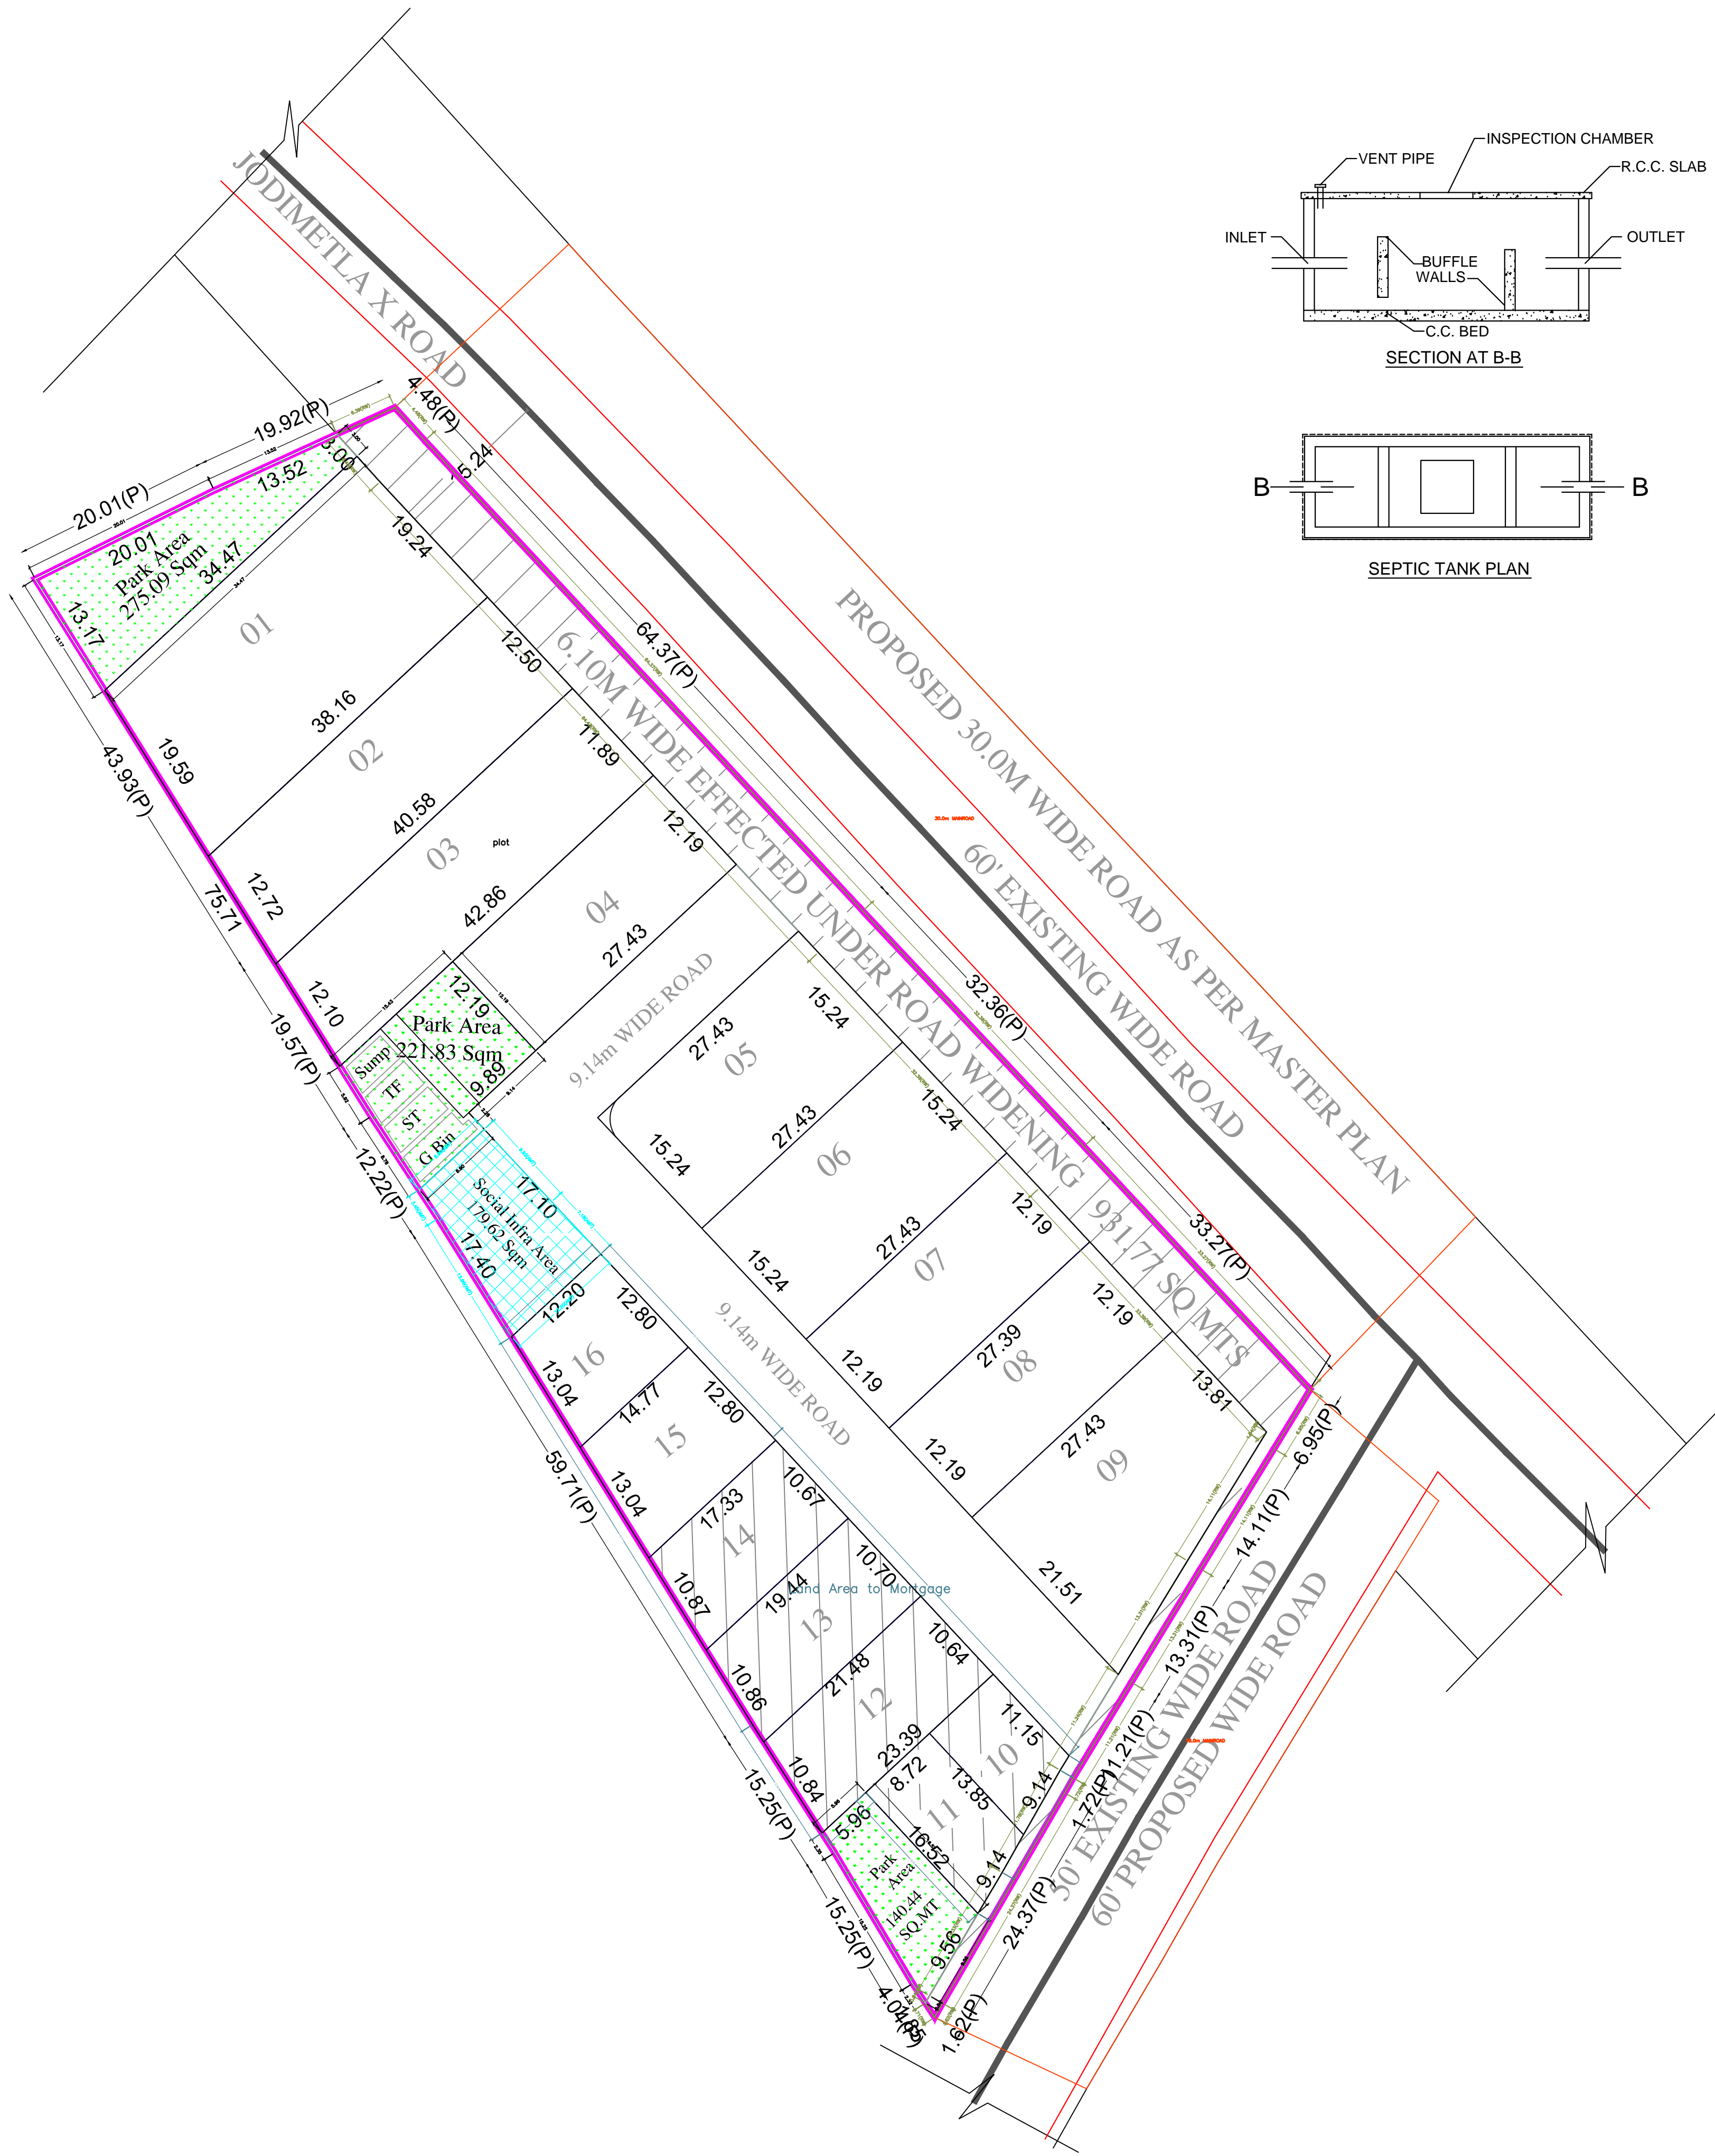 VENT PIPE
INSPECTION CHAMBER
R.C.C. SLAB
INLET
OUTLET
BUFFLE
WALLS
C.C. BED
SECTION AT B-B
B
B
SEPTIC TANK PLAN
JODIMETLA X ROAD
PROPOSED 30.0M WIDE ROAD AS PER MASTER PLAN
60' EXISTING WIDE ROAD
6.10M WIDE EFFECTED UNDER ROAD WIDENING 931.77 SQ MTS
19.92(P)
4.48(P)
20.01(P)
13.52
3.00
20.01
Park Area
275.09 Sqm
34.47
13.17
19.24
01
64.37(P)
12.50
38.16
02
11.89
19.59
43.93(P)
40.58
03
plot
12.19
12.72
75.71
42.86
04
27.43
9.14m WIDE ROAD
12.10
12.19
Park Area
221.83 Sqm
9.89
Sump
TF
ST
G Bin
19.57(P)
12.22(P)
32.36(P)
33.27(P)
15.24
27.43
05
15.24
15.24
27.43
06
12.19
15.24
27.43
07
12.19
12.19
27.39
08
13.81
12.19
27.43
09
21.51
Social Infra Area
179.62 Sqm
17.10
17.40
12.20
9.14m WIDE ROAD
12.80
16
13.04
14.77
12.80
15
13.04
59.71(P)
17.33
10.67
14
10.87
19.44
10.70
Land Area to Mortgage
13
10.86
21.48
10.64
12
10.84
23.39
11.15
10
8.72
13.85
9.14
11
5.96
16.52
9.14
Park
Area
140.44
SQ.MT
9.56
15.25(P)
15.25(P)
4.04(P)
1.62(P)
24.37(P)
1.72(P)
11.21(P)
13.31(P)
14.11(P)
6.95(P)
50' EXISTING WIDE ROAD
60' PROPOSED WIDE ROAD